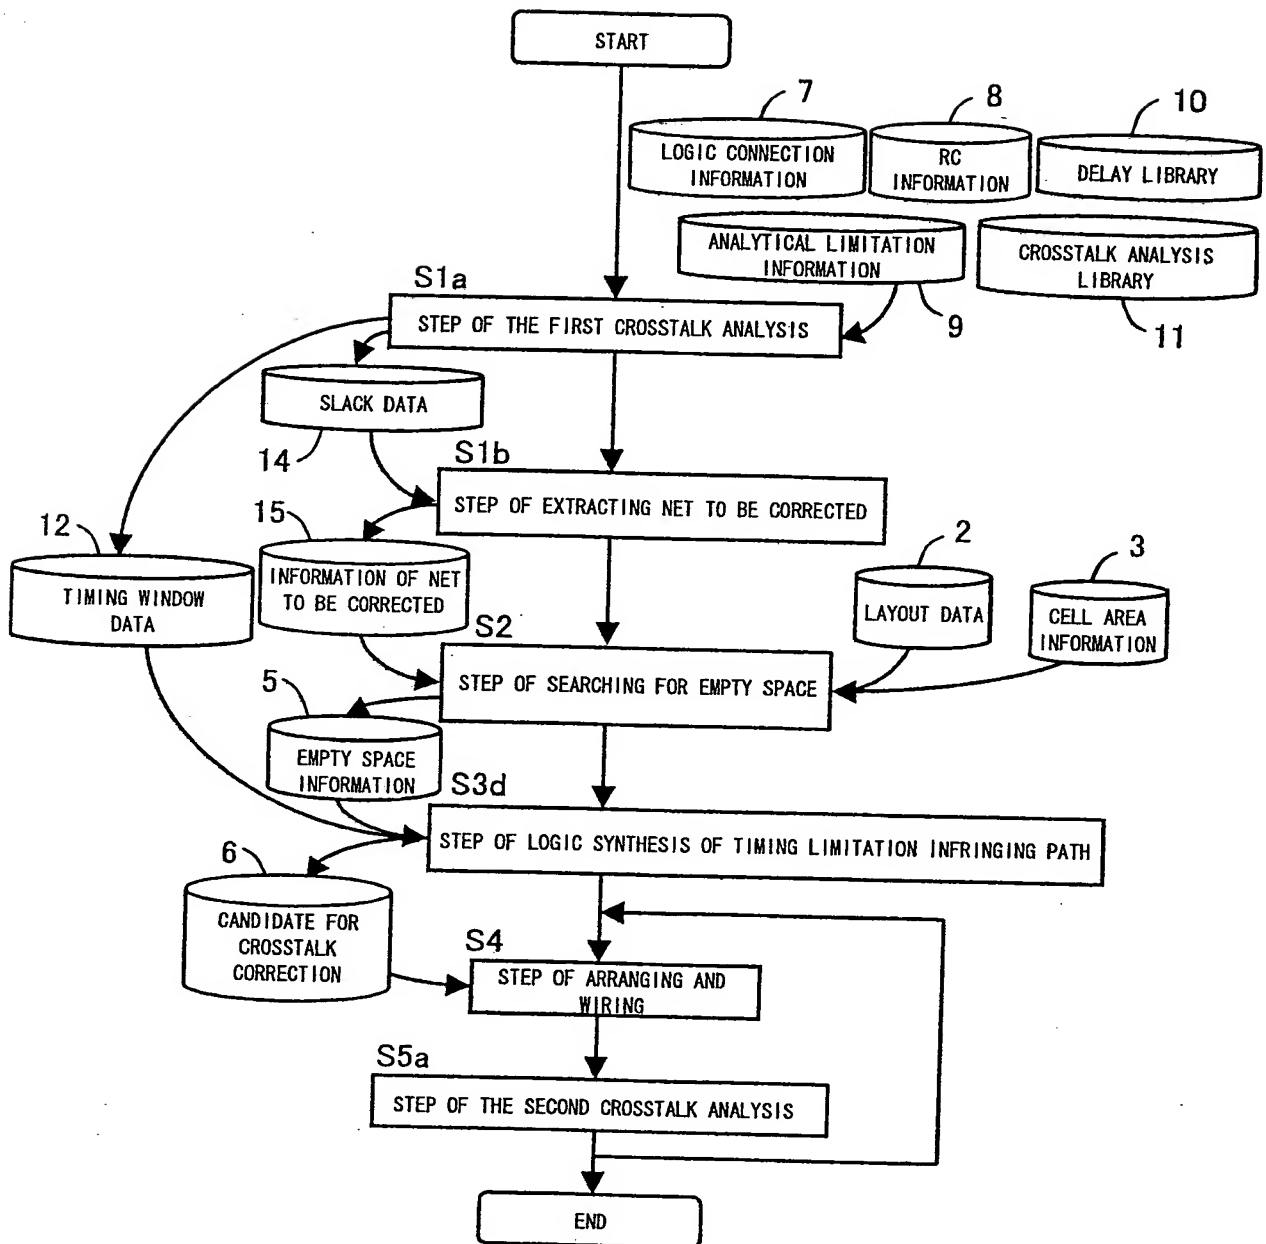 START
7
8
10
LOGIC CONNECTION
INFORMATION
RC
INFORMATION
DELAY LIBRARY
ANALYTICAL LIMITATION
INFORMATION
CROSSTALK ANALYSIS
LIBRARY
9
11
S1a
STEP OF THE FIRST CROSSTALK ANALYSIS
SLACK DATA
14
S1b
STEP OF EXTRACTING NET TO BE CORRECTED
12
15
2
3
TIMING WINDOW
DATA
INFORMATION OF NET
TO BE CORRECTED
LAYOUT DATA
CELL AREA
INFORMATION
S2
STEP OF SEARCHING FOR EMPTY SPACE
5
EMPTY SPACE
INFORMATION
S3d
STEP OF LOGIC SYNTHESIS OF TIMING LIMITATION INFRINGING PATH
6
CANDIDATE FOR
CROSSTALK
CORRECTION
S4
STEP OF ARRANGING AND
WIRING
S5a
STEP OF THE SECOND CROSSTALK ANALYSIS
END